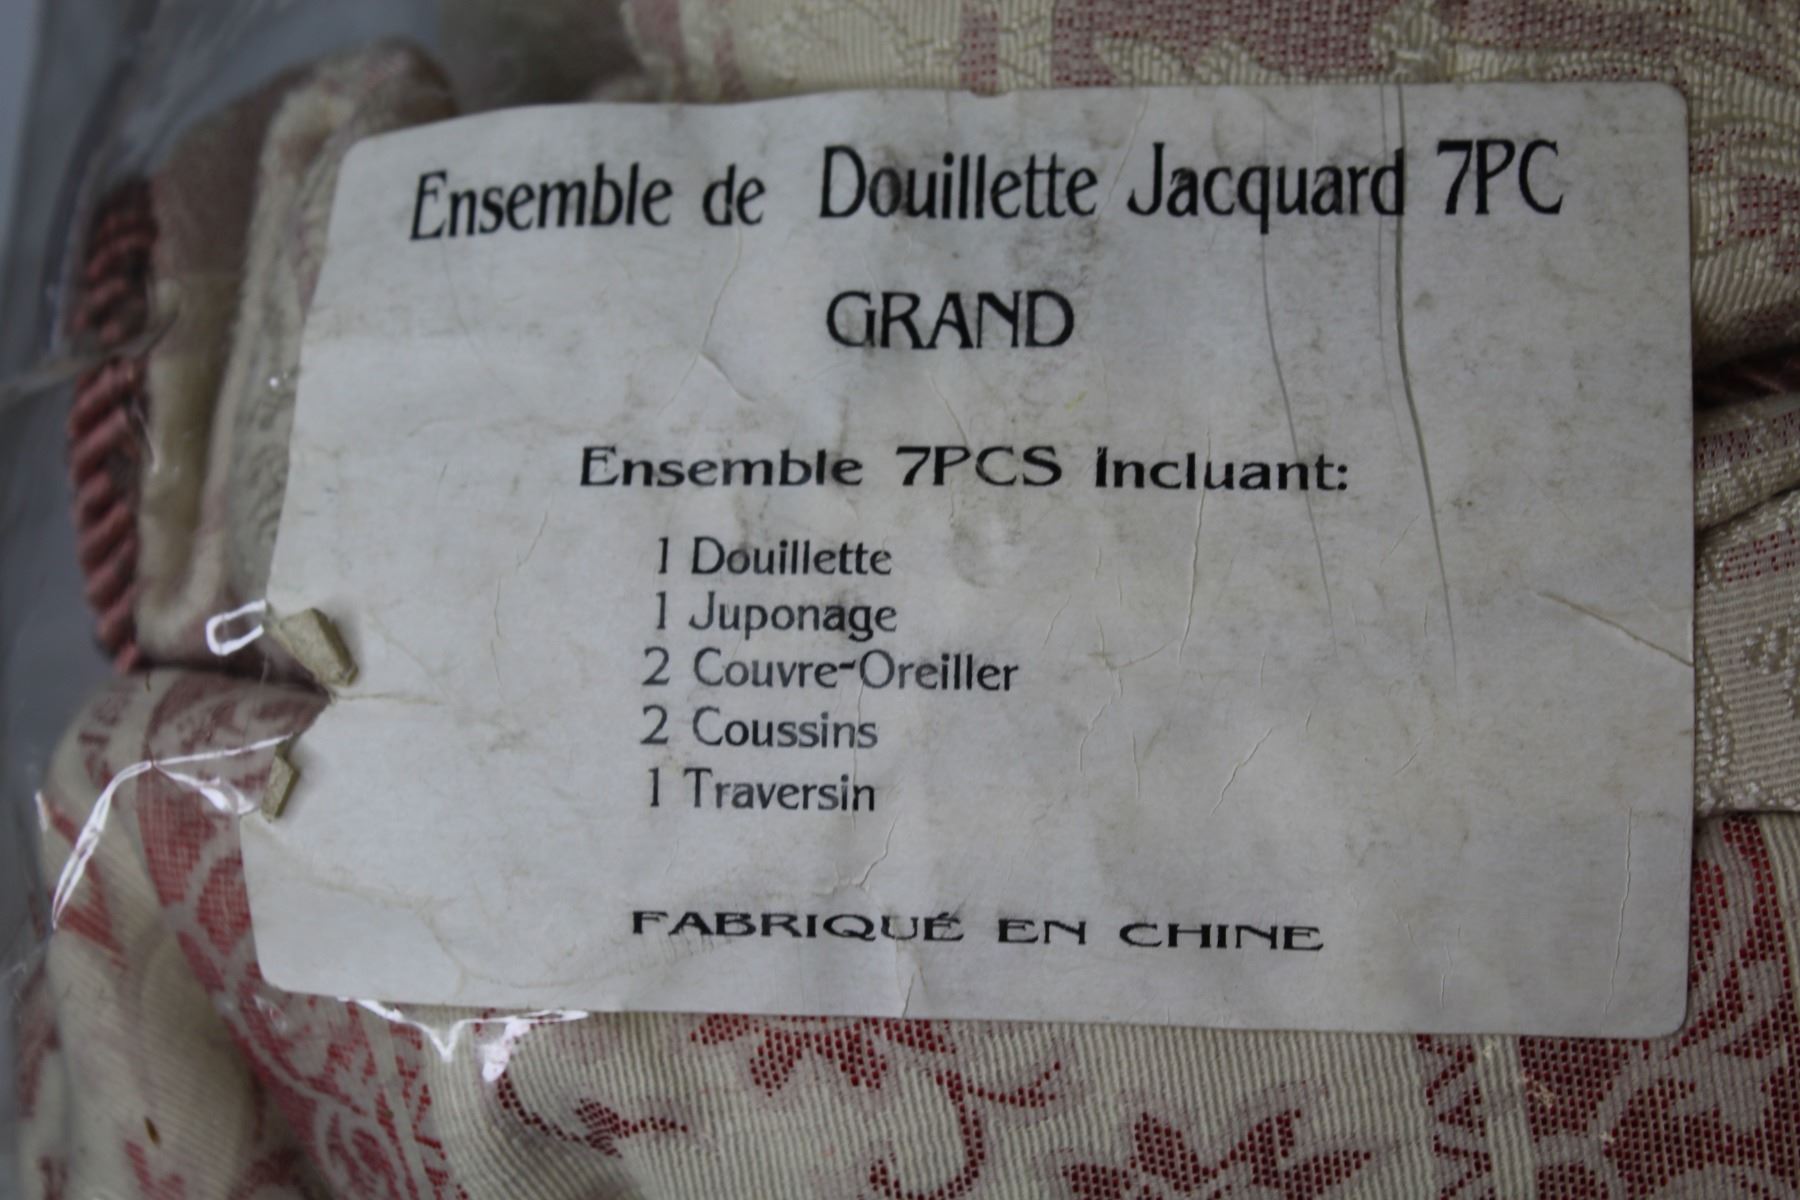 Ensemble de Douillette Jacquard 7PC
GRAND
Ensemble 7PCS Incluant:
1 Douillette
1 Juponage
2 Couvre-Oreiller
2 Coussins
1 Traversin
FABRIQUÉ EN CHINE